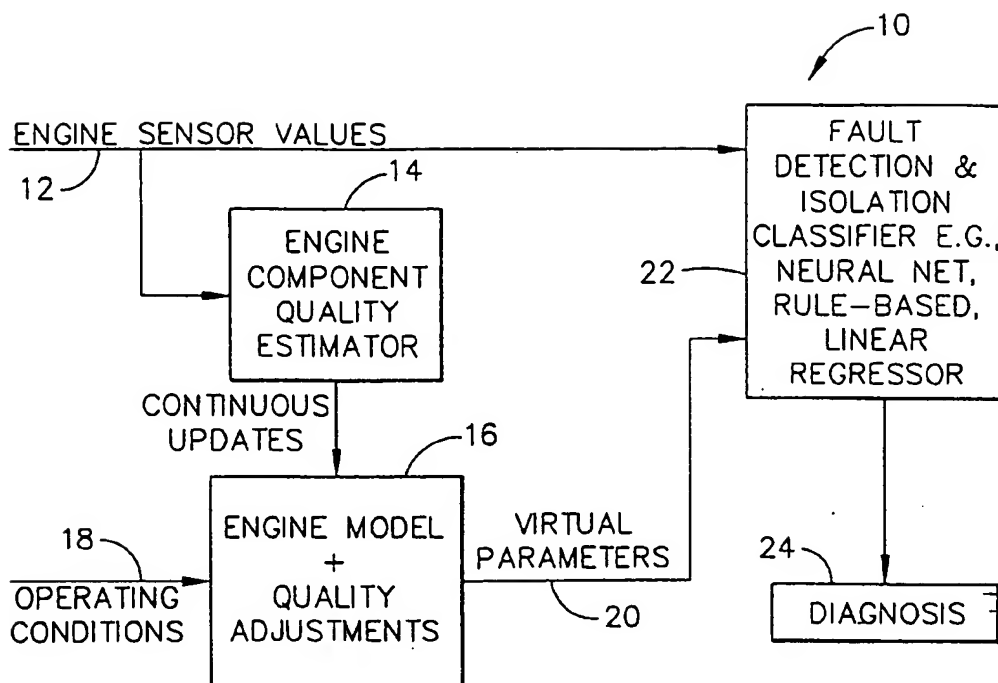 10
ENGINE SENSOR VALUES
12
14
ENGINE
COMPONENT
QUALITY
ESTIMATOR
FAULT
DETECTION &
ISOLATION
CLASSIFIER E.G.,
NEURAL NET,
RULE-BASED,
LINEAR
REGRESSOR
22
CONTINUOUS
UPDATES
16
ENGINE MODEL
+
QUALITY
ADJUSTMENTS
18
OPERATING
CONDITIONS
VIRTUAL
PARAMETERS
20
24
DIAGNOSIS